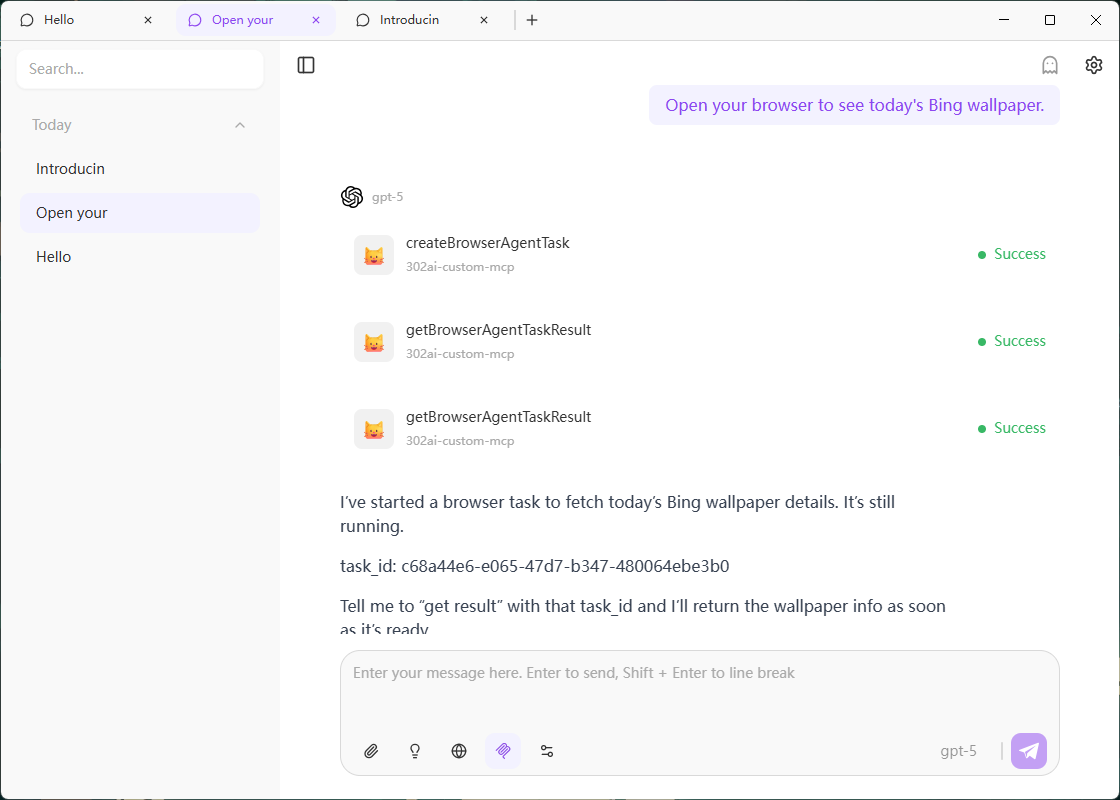 Hello
Open your
Introducin
Search...
Today
Introducin
Open your
Hello
Open your browser to see today's Bing wallpaper.
gpt-5
createBrowserAgentTask
302ai-custom-mcp
Success
getBrowserAgentTaskResult
302ai-custom-mcp
Success
getBrowserAgentTaskResult
302ai-custom-mcp
Success
I’ve started a browser task to fetch today’s Bing wallpaper details. It’s still
running.
task_id: c68a44e6-e065-47d7-b347-480064ebe3b0
Tell me to “get result” with that task_id and I’ll return the wallpaper info as soon
as it’s ready
Enter your message here. Enter to send, Shift + Enter to line break
gpt-5